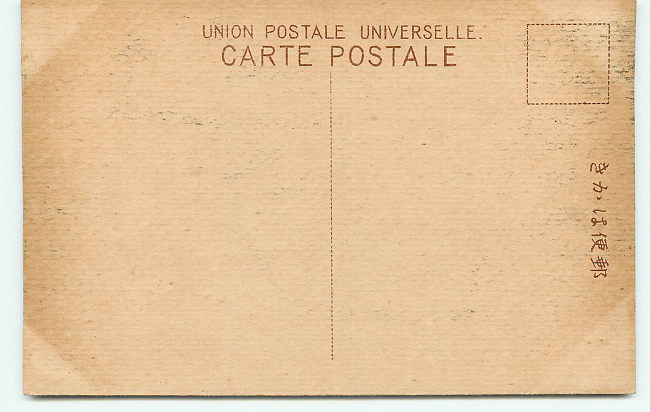 UNION POSTALE UNIVERSELLE.
CARTE POSTALE
きかは便郵